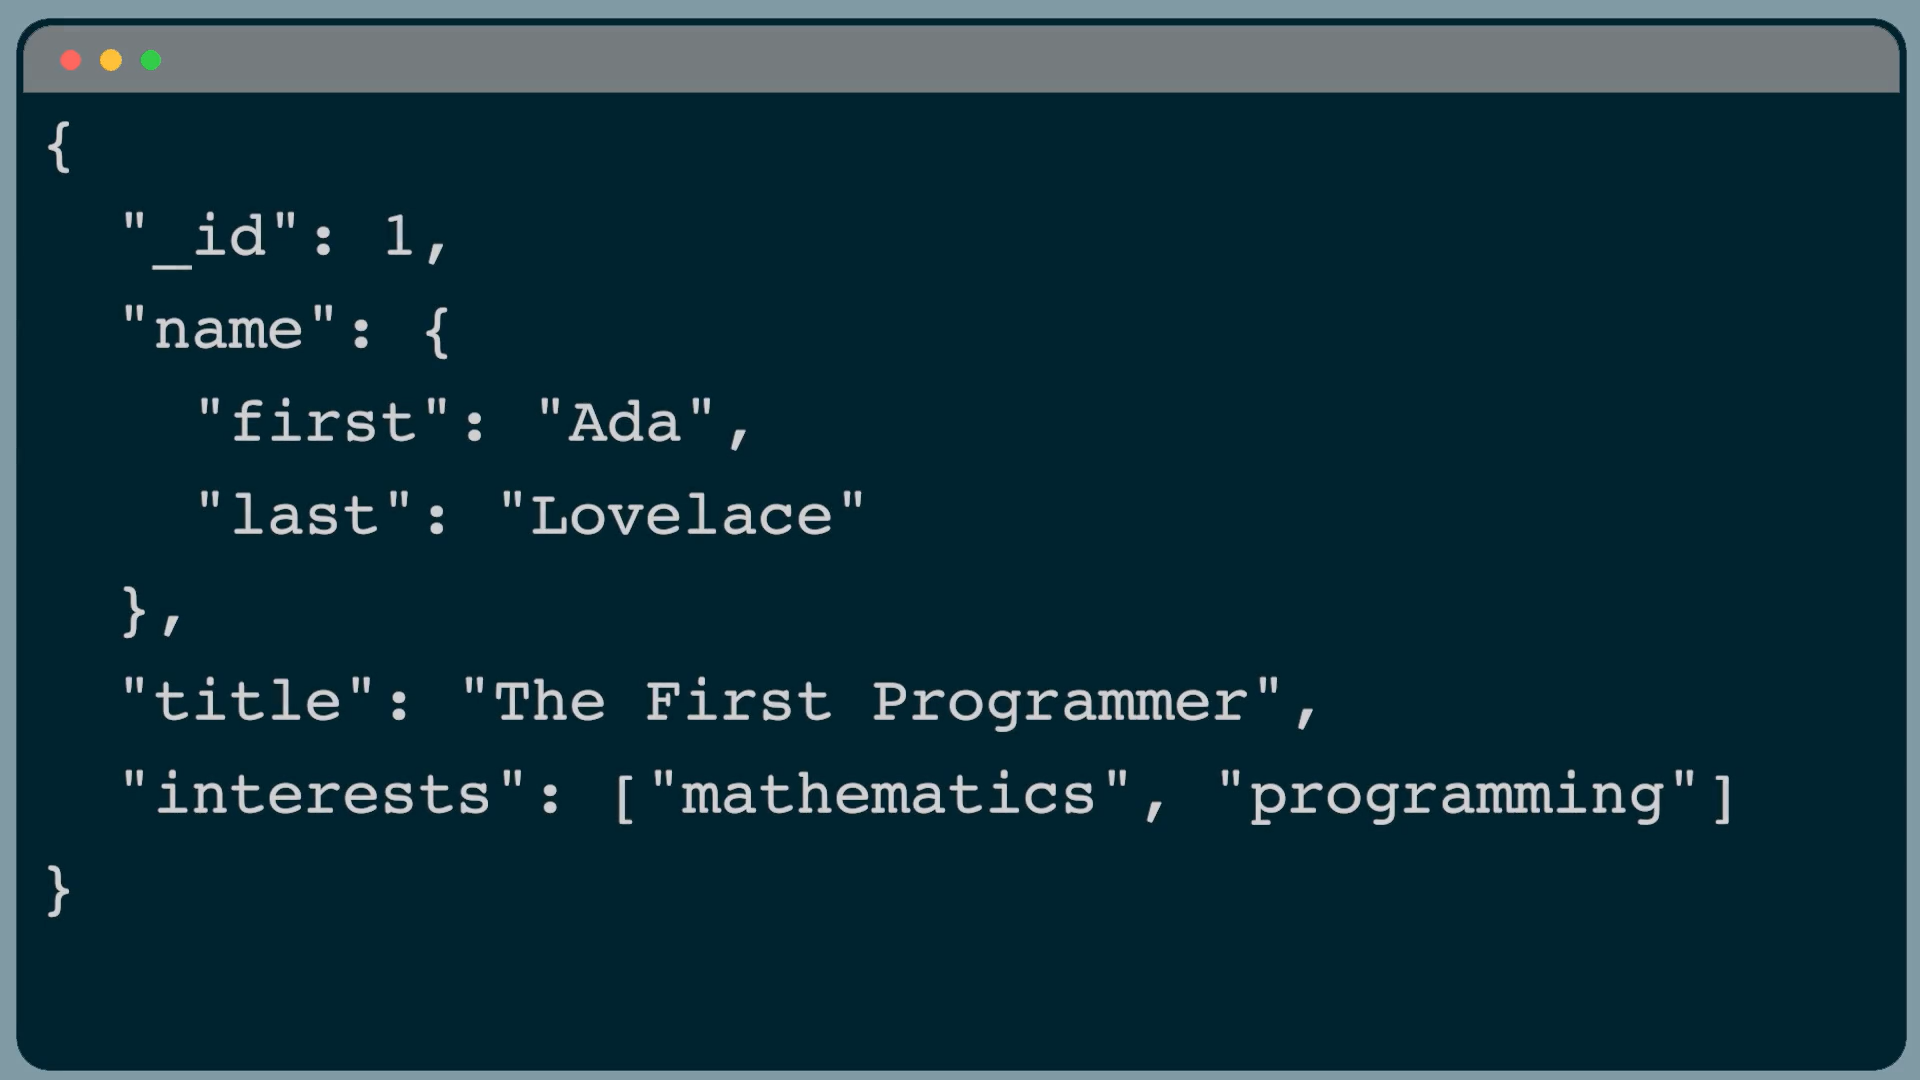 {
  "_id": 1,
  "name": {
    "first": "Ada",
    "last": "Lovelace"
  },
  "title": "The First Programmer",
  "interests": ["mathematics", "programming"]
}